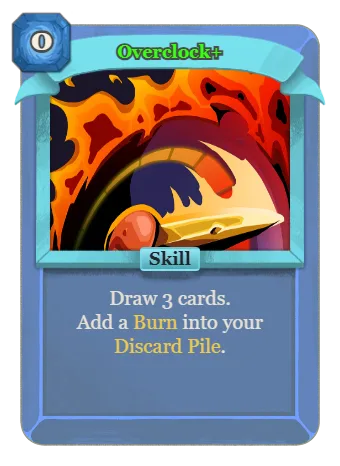 0
Overclock+
Skill
Draw 3 cards.
Add a Burn into your
Discard Pile.